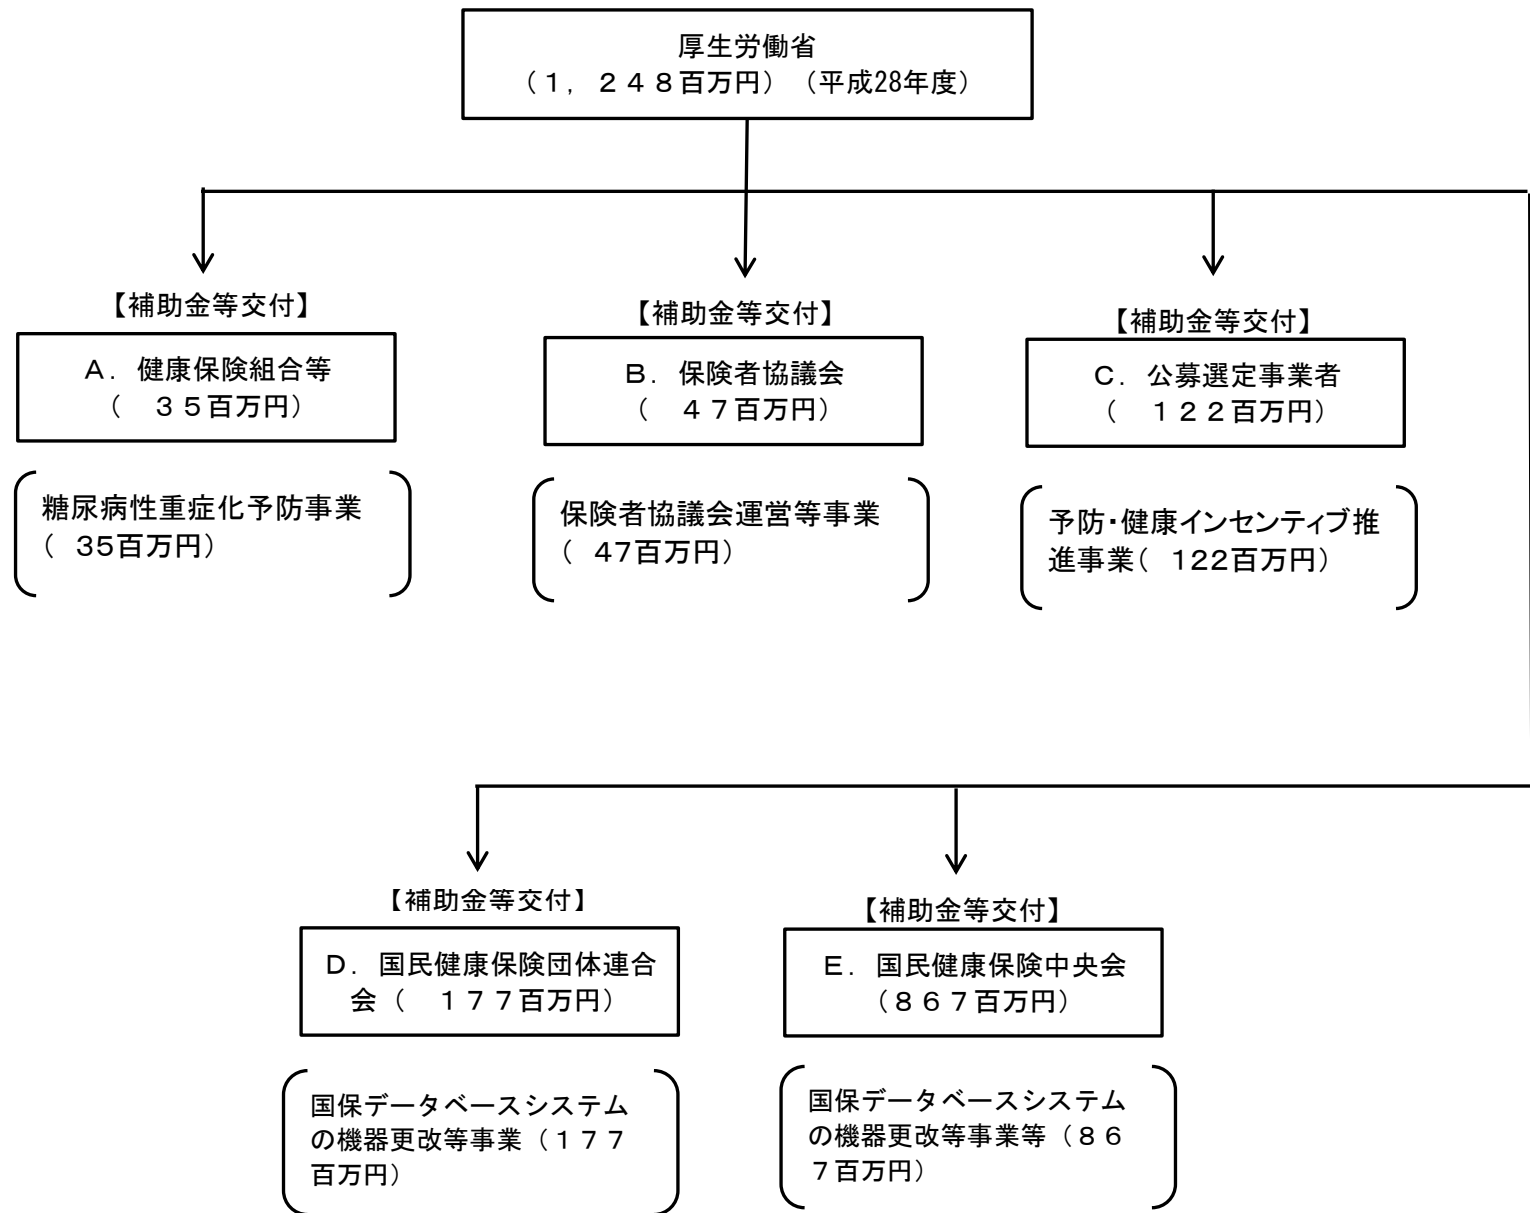 厚生労働省
（１，２４８百万円）（平成28年度）
【補助金等交付】
Ａ．健康保険組合等
（　３５百万円）
糖尿病性重症化予防事業
（　35百万円）
【補助金等交付】
Ｂ．保険者協議会
（　４７百万円）
保険者協議会運営等事業
（　47百万円）
【補助金等交付】
Ｃ．公募選定事業者
（　１２２百万円）
予防・健康インセンティブ推
進事業（　122百万円）
【補助金等交付】
Ｄ．国民健康保険団体連合
会（　１７７百万円）
国保データベースシステム
の機器更改等事業（１７７
百万円）
【補助金等交付】
Ｅ．国民健康保険中央会
（８６７百万円）
国保データベースシステム
の機器更改等事業等（８６
７百万円）